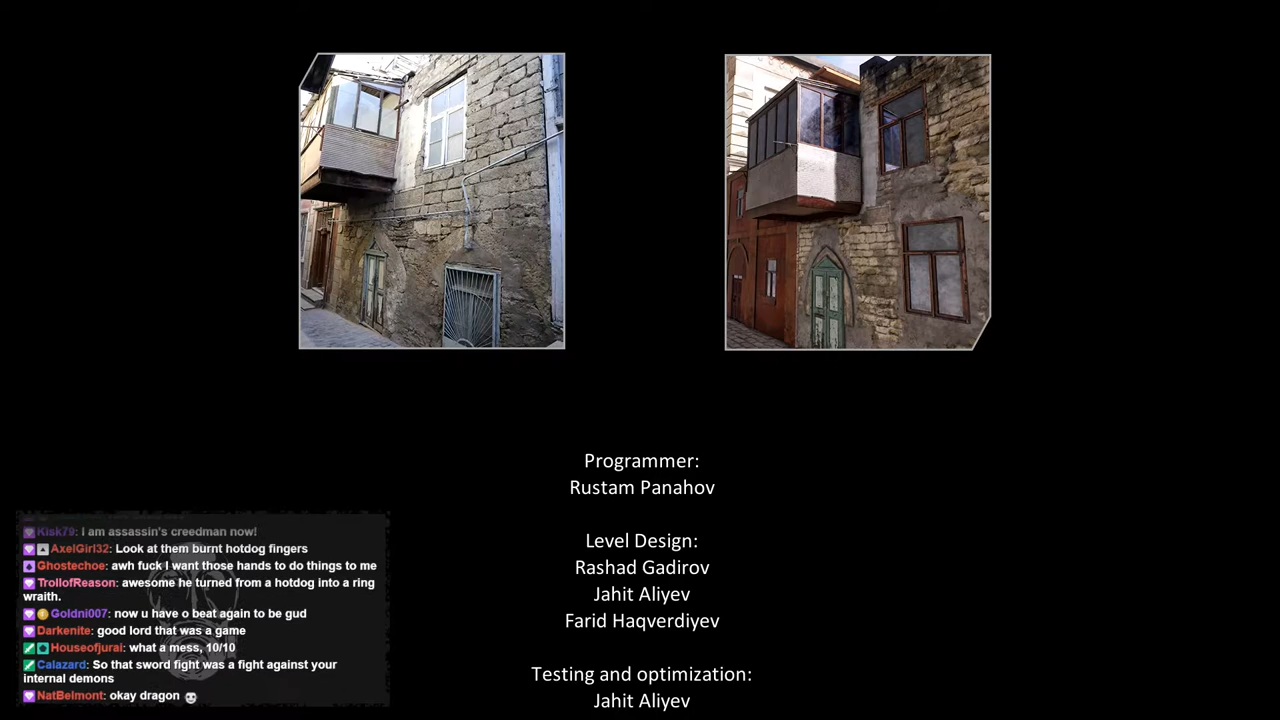 Programmer:
Rustam Panahov
Level Design:
Rashad Gadirov
Jahit Aliyev
Farid Haqverdiyev
Testing and optimization:
Jahit Aliyev
Kisk79: I am assassin's creedman now!
AxelGirl32: Look at them burnt hotdog fingers
Ghostechoe: awh fuck I want those hands to do things to me
TrollofReason: awesome he turned from a hotdog into a ring
wraith.
Goldni007: now u have o beat again to be gud
Darkenite: good lord that was a game
Houseofjurai: what a mess, 10/10
Calazard: So that sword fight was a fight against your
internal demons
NatBelmont: okay dragon